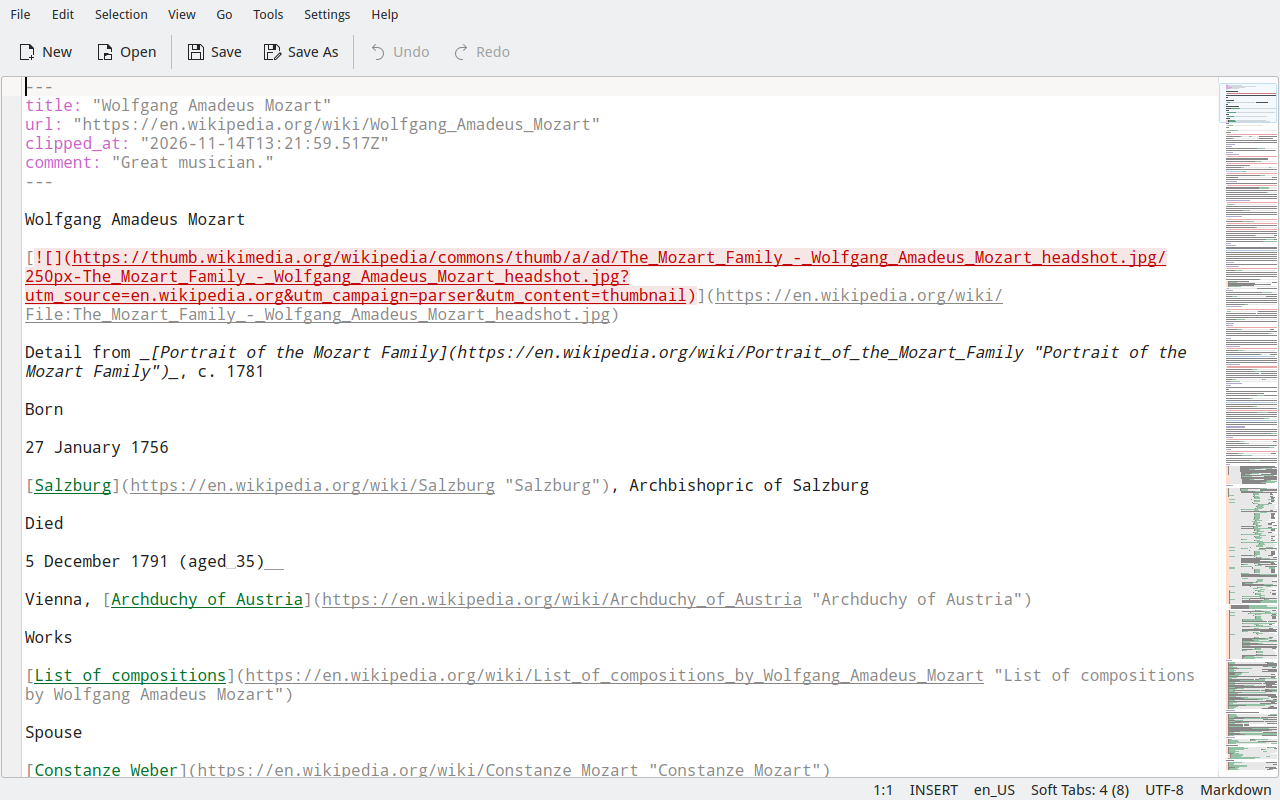 File Edit Selection View Go Tools Settings Help
New Open Save Save As Undo Redo
---
title: "Wolfgang Amadeus Mozart"
url: "https://en.wikipedia.org/wiki/Wolfgang_Amadeus_Mozart"
clipped_at: "2026-11-14T13:21:59.517Z"
comment: "Great musician."
---
Wolfgang Amadeus Mozart
[![](https://thumb.wikimedia.org/wikipedia/commons/thumb/a/ad/The_Mozart_Family_-_Wolfgang_Amadeus_Mozart_headshot.jpg/
250px-The_Mozart_Family_-_Wolfgang_Amadeus_Mozart_headshot.jpg?
utm_source=en.wikipedia.org&utm_campaign=parser&utm_content=thumbnail)](https://en.wikipedia.org/wiki/
File:The_Mozart_Family_-_Wolfgang_Amadeus_Mozart_headshot.jpg)
Detail from _[Portrait of the Mozart Family](https://en.wikipedia.org/wiki/Portrait_of_the_Mozart_Family "Portrait of the
Mozart Family")_, c. 1781
Born
27 January 1756
[Salzburg](https://en.wikipedia.org/wiki/Salzburg "Salzburg"), Archbishopric of Salzburg
Died
5 December 1791 (aged 35)
Vienna, [Archduchy of Austria](https://en.wikipedia.org/wiki/Archduchy_of_Austria "Archduchy of Austria")
Works
[List of compositions](https://en.wikipedia.org/wiki/List_of_compositions_by_Wolfgang_Amadeus_Mozart "List of compositions
by Wolfgang Amadeus Mozart")
Spouse
[Constanze Weber](https://en.wikipedia.org/wiki/Constanze_Mozart "Constanze Mozart")
1:1 INSERT en_US Soft Tabs: 4 (8) UTF-8 Markdown